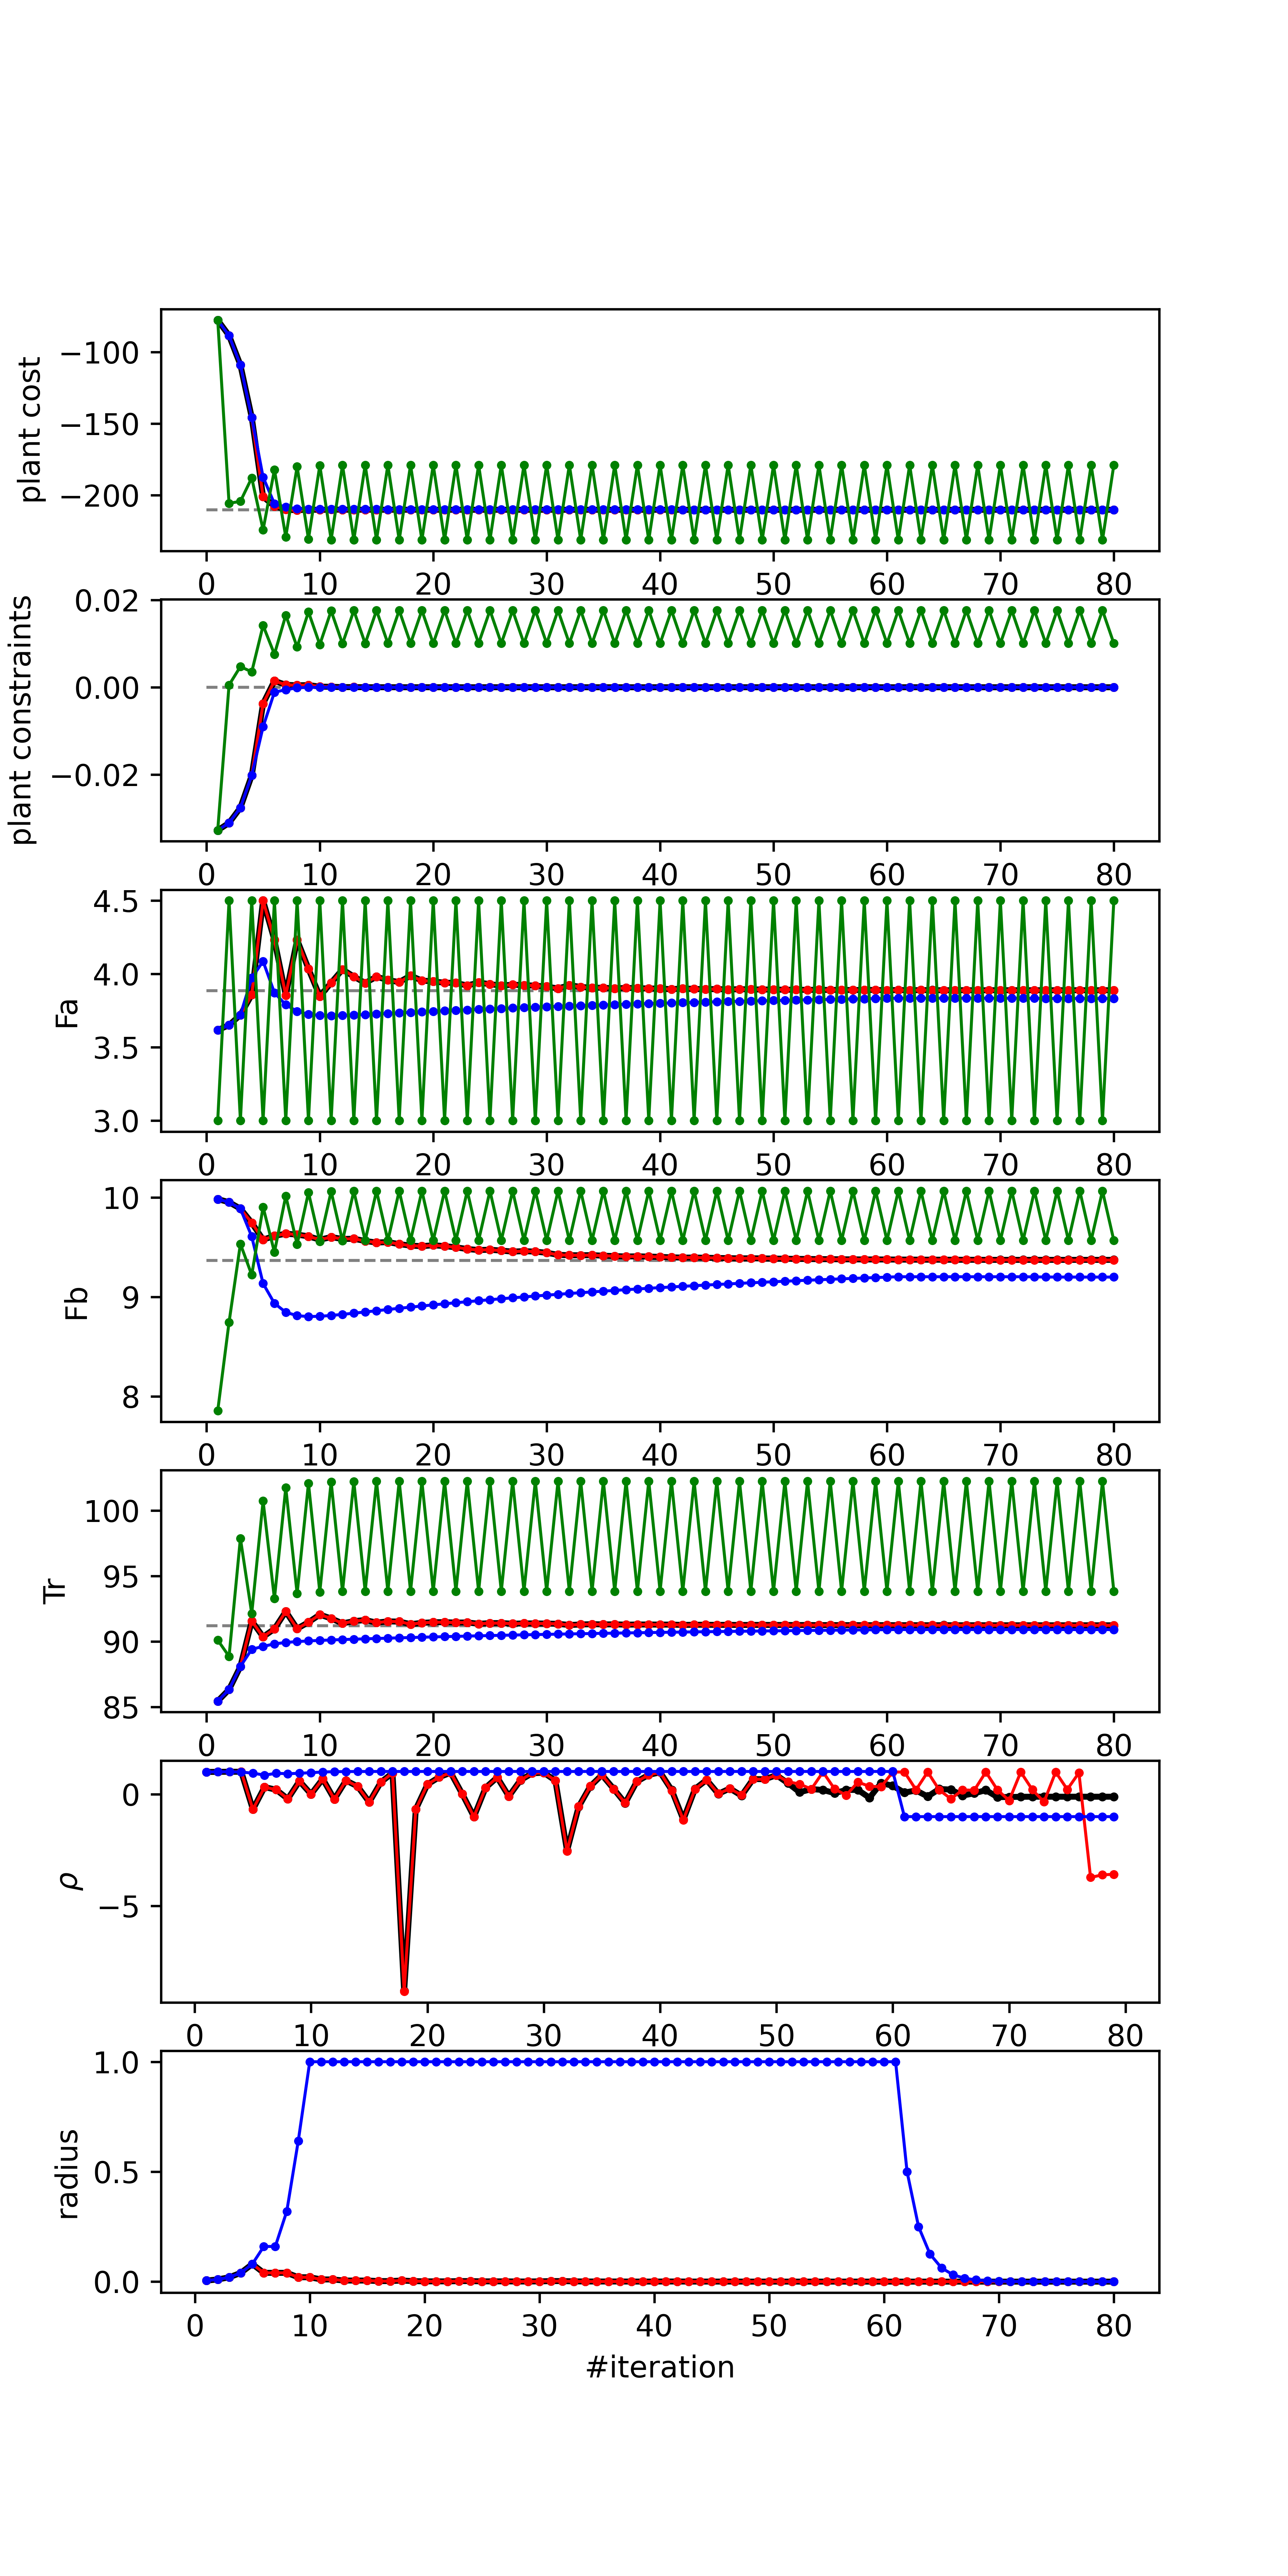 plant cost
−100
−150
−200
0 10 20 30 40 50 60 70 80
plant constraints
0.02
0.00
−0.02
0 10 20 30 40 50 60 70 80
Fa
4.5
4.0
3.5
3.0
0 10 20 30 40 50 60 70 80
Fb
10
9
8
0 10 20 30 40 50 60 70 80
Tr
100
95
90
85
0 10 20 30 40 50 60 70 80
ρ
0
−5
0 10 20 30 40 50 60 70 80
radius
1.0
0.5
0.0
0 10 20 30 40 50 60 70 80
#iteration